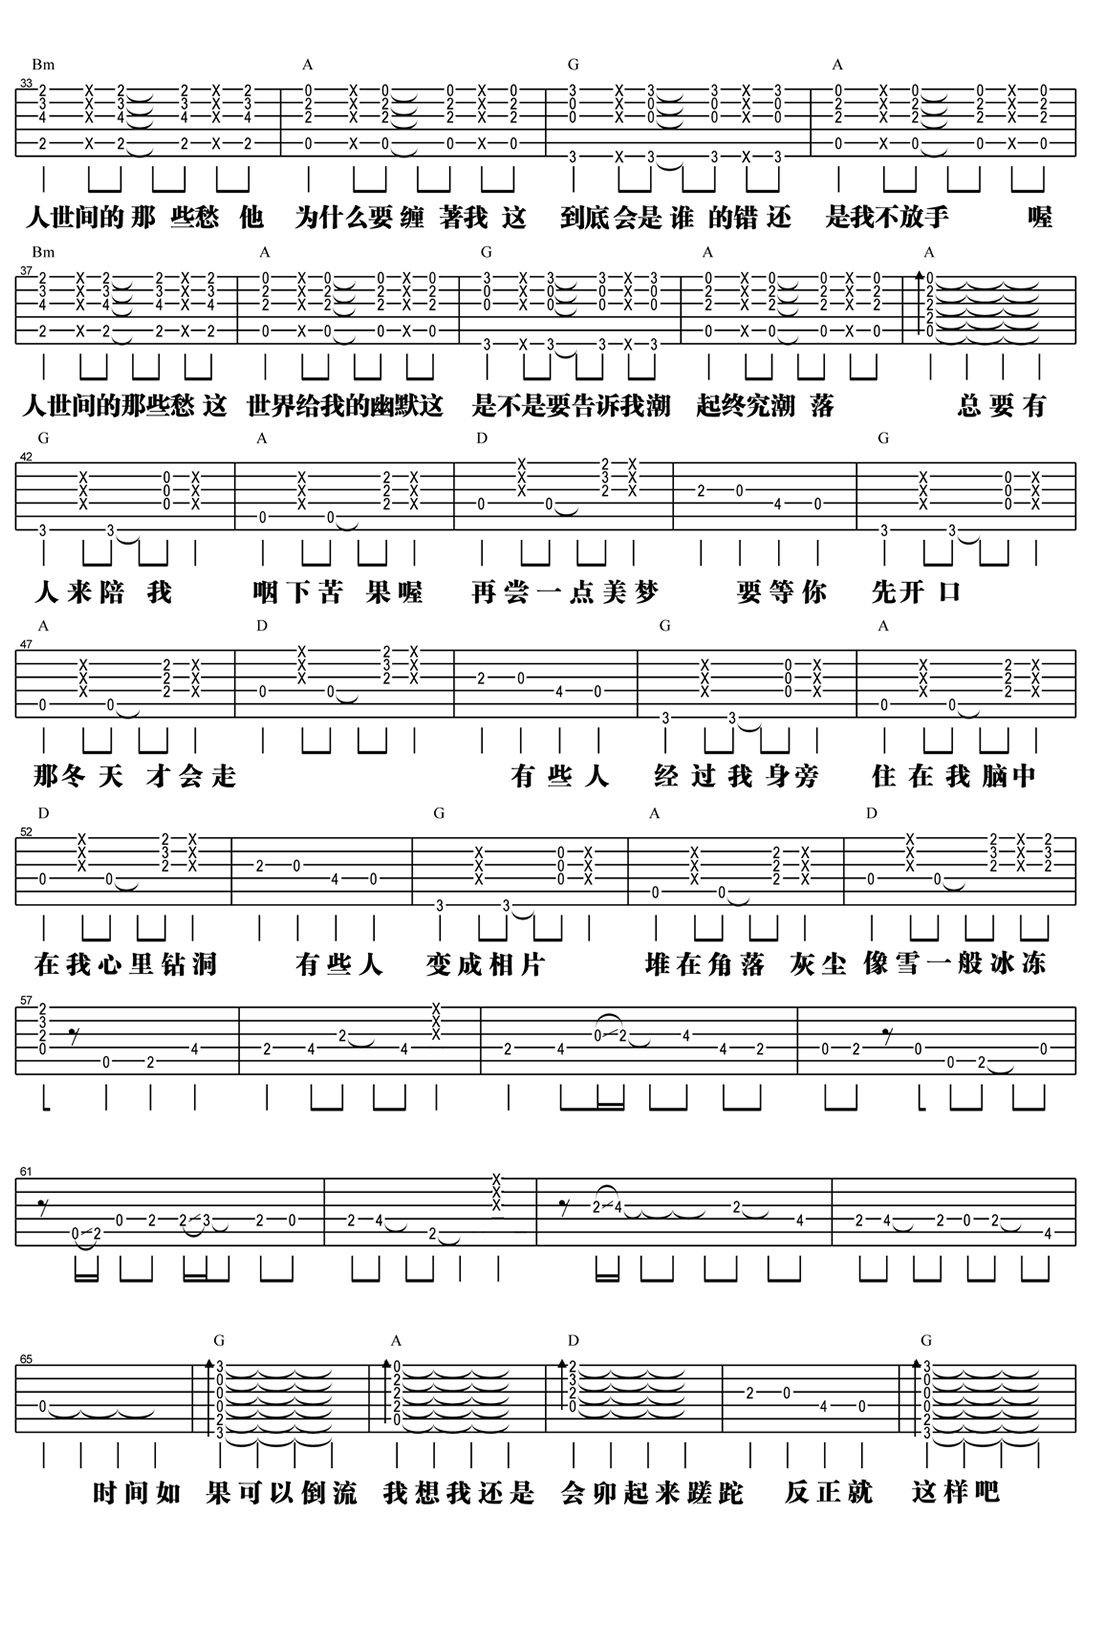 Bm A G A
33
人世间的那 些愁 他 为什么要 缠 著我 这 到底会是 谁 的错 还 是我不放手 喔
Bm A G A A
37
人世间的那些愁 这 世界给我的幽默这 是不是要告诉我潮 起终究潮 落 总 要 有
G A D G
42
人 来 陪 我 咽 下 苦 果 喔 再 尝 一 点 美 梦 要 等 你 先 开 口
A D G A
47
那 冬 天 才 会 走 有 些 人 经 过 我 身 旁 住 在 我 脑 中
D G A D
52
在 我 心 里 钻 洞 有 些 人 变 成 相 片 堆 在 角 落 灰 尘 像 雪 一 般 冰 冻
57
61
G A D G
65
时 间 如 果 可 以 倒 流 我 想 我 还 是 会 卯 起 来 蹉 跎 反 正 就 这 样 吧